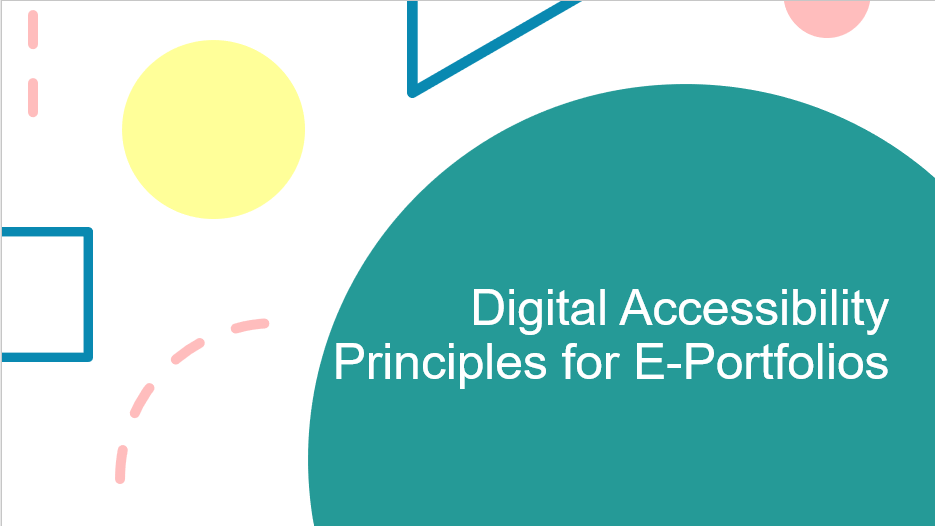 Digital Accessibility
Principles for E-Portfolios